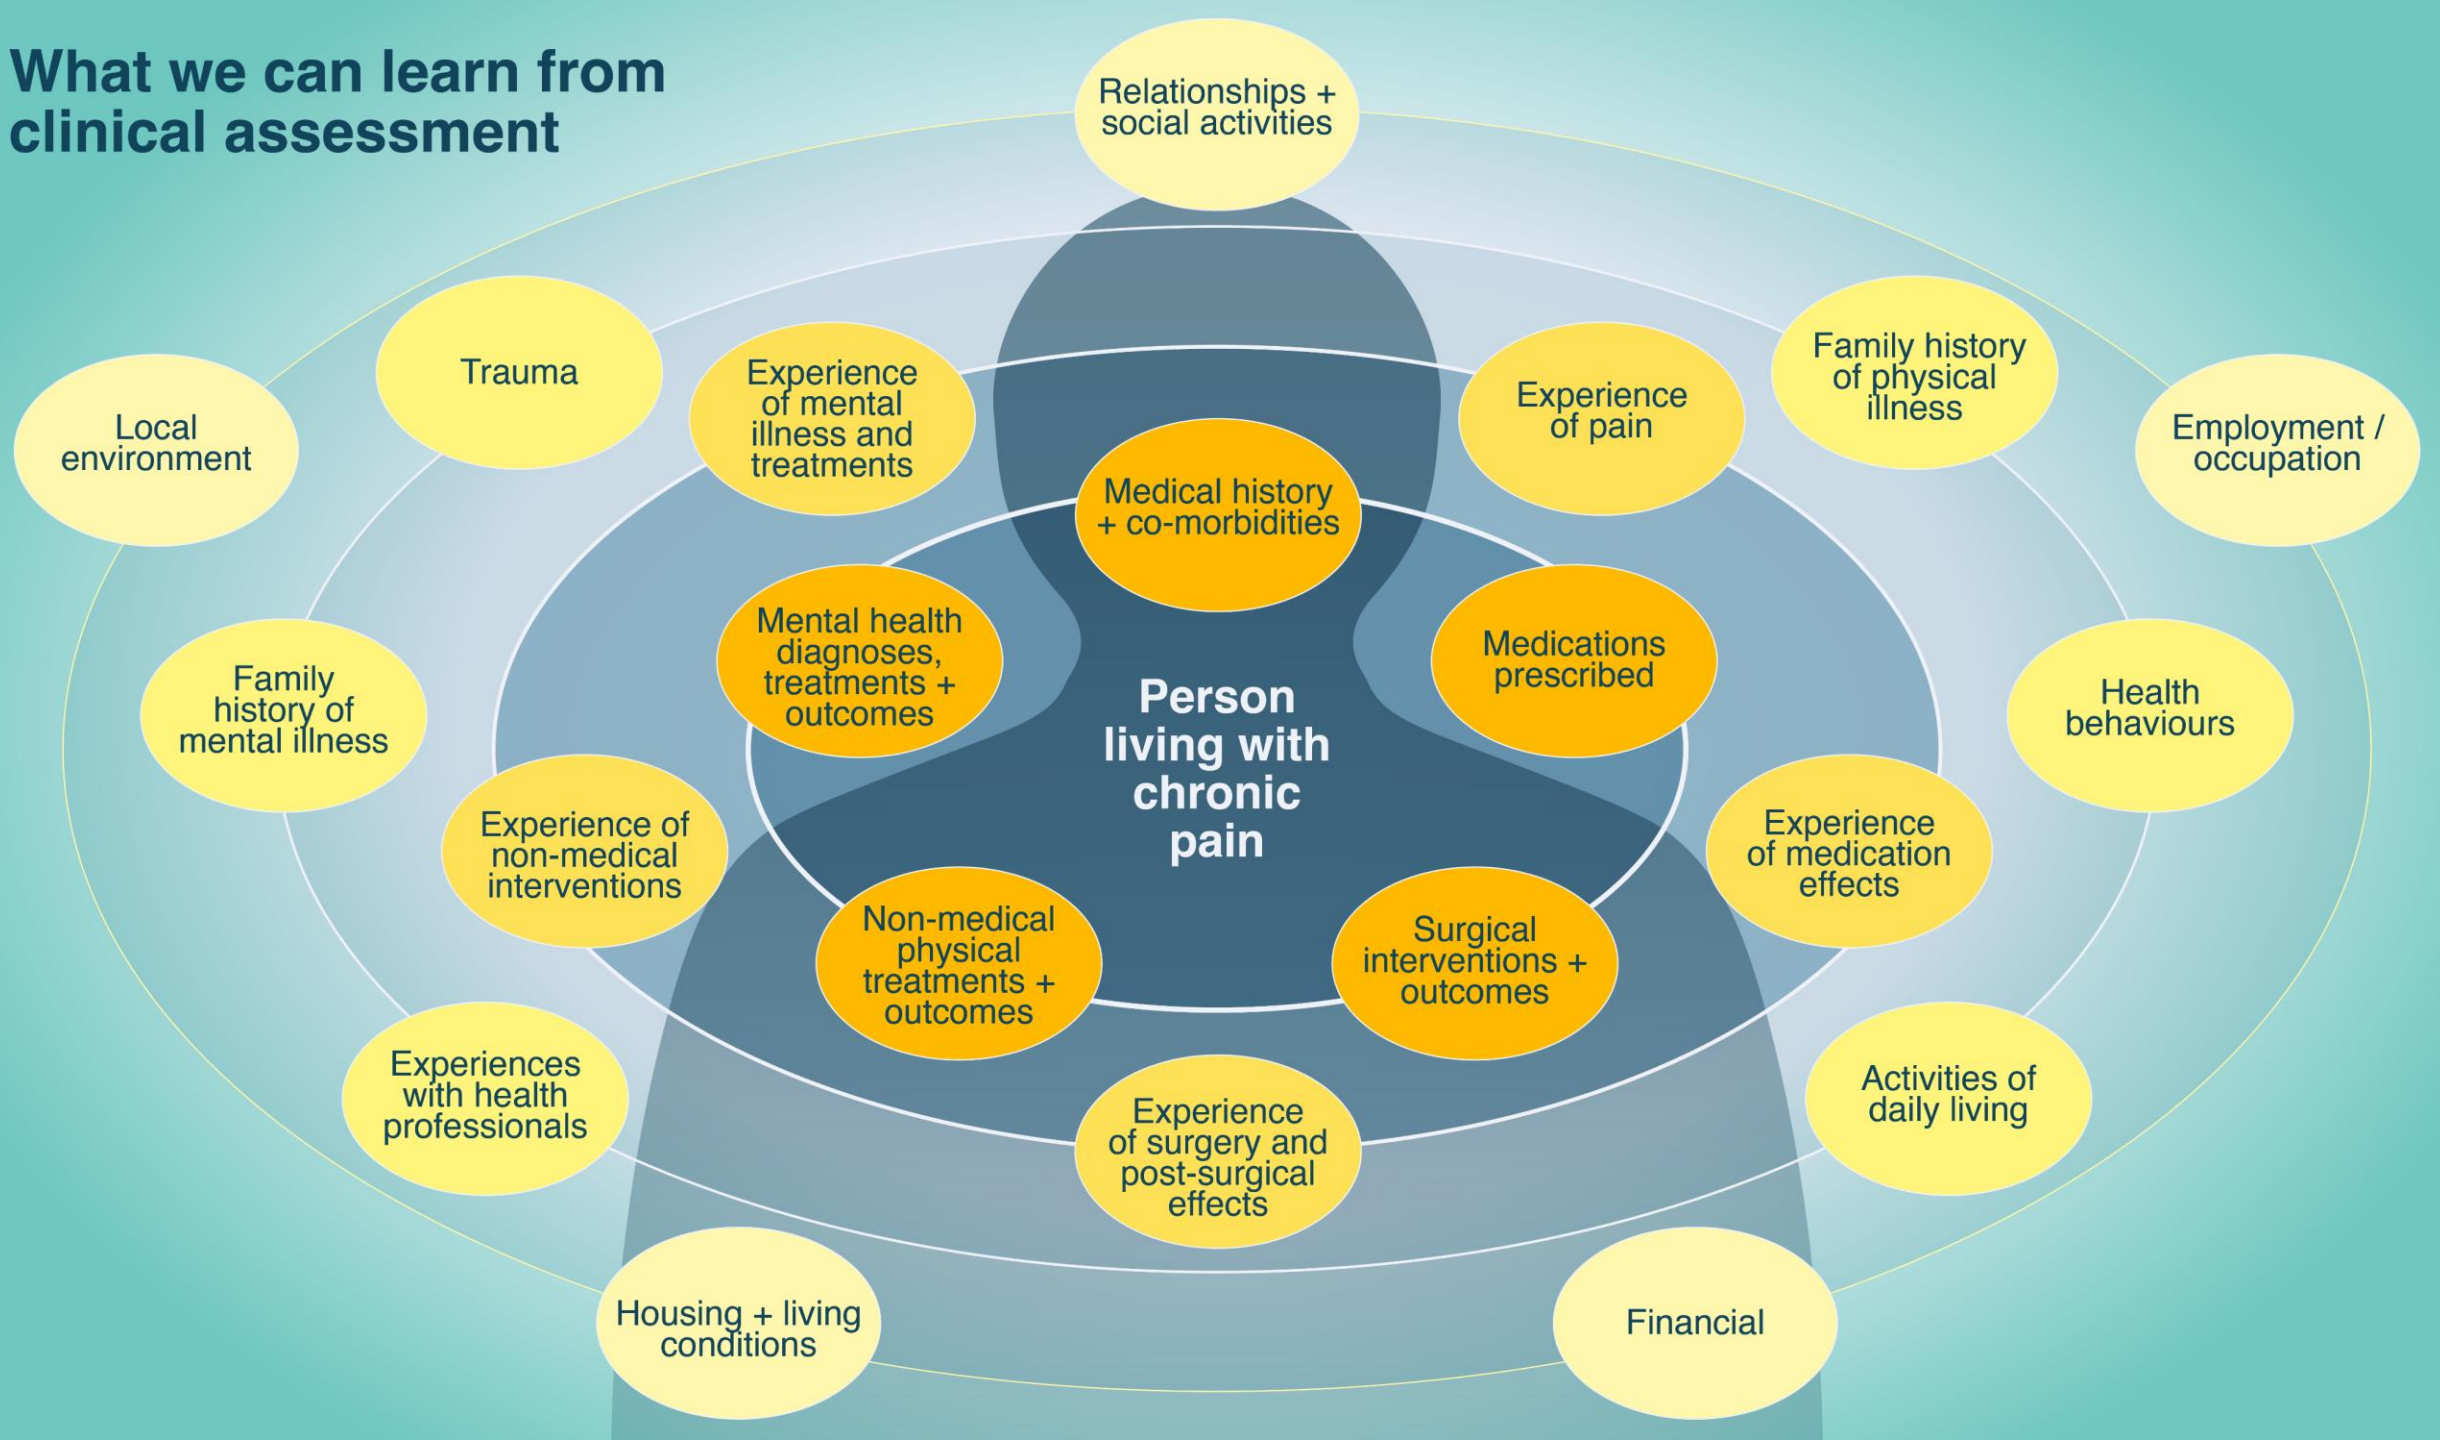 What we can learn from
clinical assessment
Relationships +
social activities
Trauma
Experience
of mental
illness and
treatments
Experience
of pain
Family history
of physical
illness
Local
environment
Employment /
occupation
Medical history
+ co-morbidities
Mental health
diagnoses,
treatments +
outcomes
Medications
prescribed
Family
history of
mental illness
Person
living with
chronic
pain
Health
behaviours
Experience of
non-medical
interventions
Experience
of medication
effects
Non-medical
physical
treatments +
outcomes
Surgical
interventions +
outcomes
Experiences
with health
professionals
Experience
of surgery and
post-surgical
effects
Activities of
daily living
Housing + living
conditions
Financial